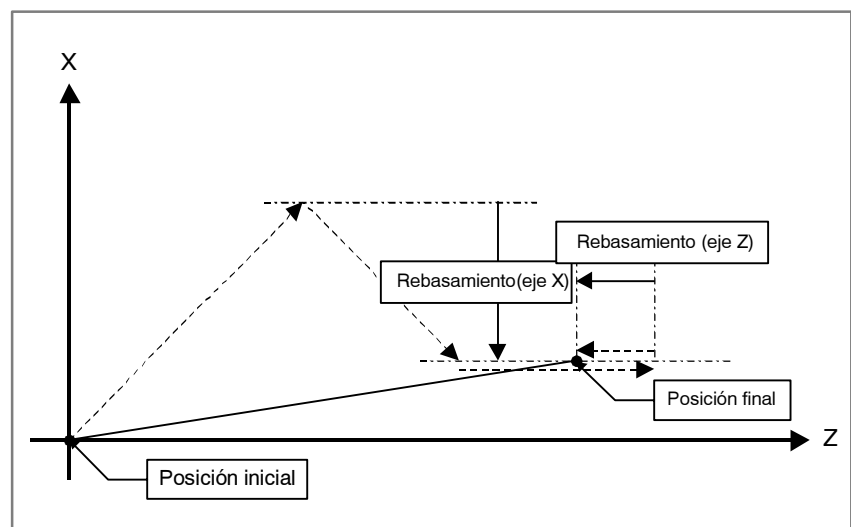 X
Rebasamiento (eje Z)
Rebasamiento(eje X)
Posición final
Z
Posición inicial